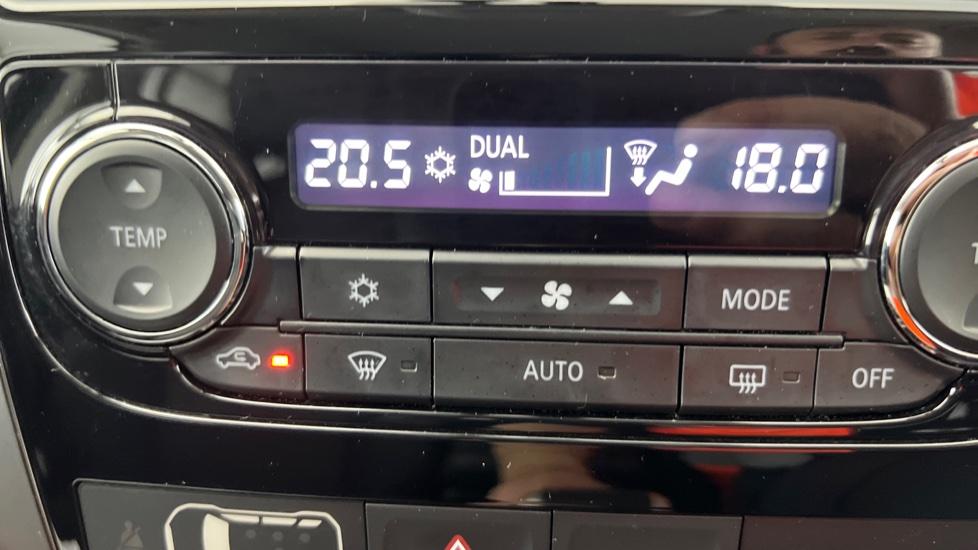 20.5 DUAL 18.0
TEMP
MODE
AUTO OFF